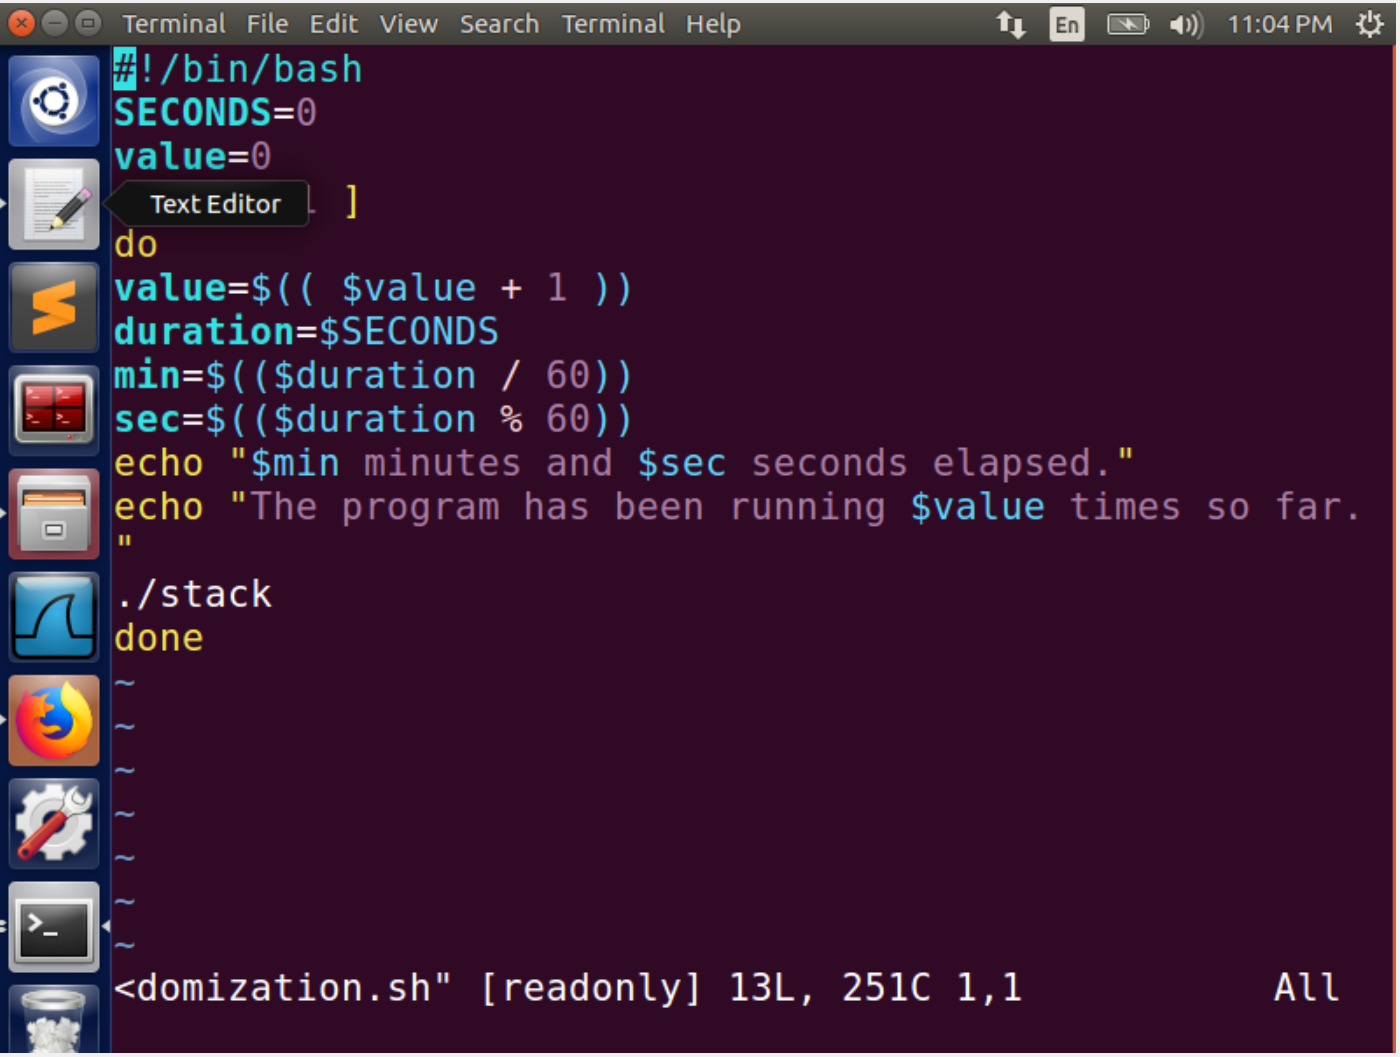 Terminal File Edit View Search Terminal Help En 11:04 PM
#!/bin/bash
SECONDS=0
value=0
Text Editor ]
do
value=$(( $value + 1 ))
duration=$SECONDS
min=$(($duration / 60))
sec=$(($duration % 60))
echo "$min minutes and $sec seconds elapsed."
echo "The program has been running $value times so far.
"
./stack
done
~
~
~
~
~
~
~
<domization.sh" [readonly] 13L, 251C 1,1 All